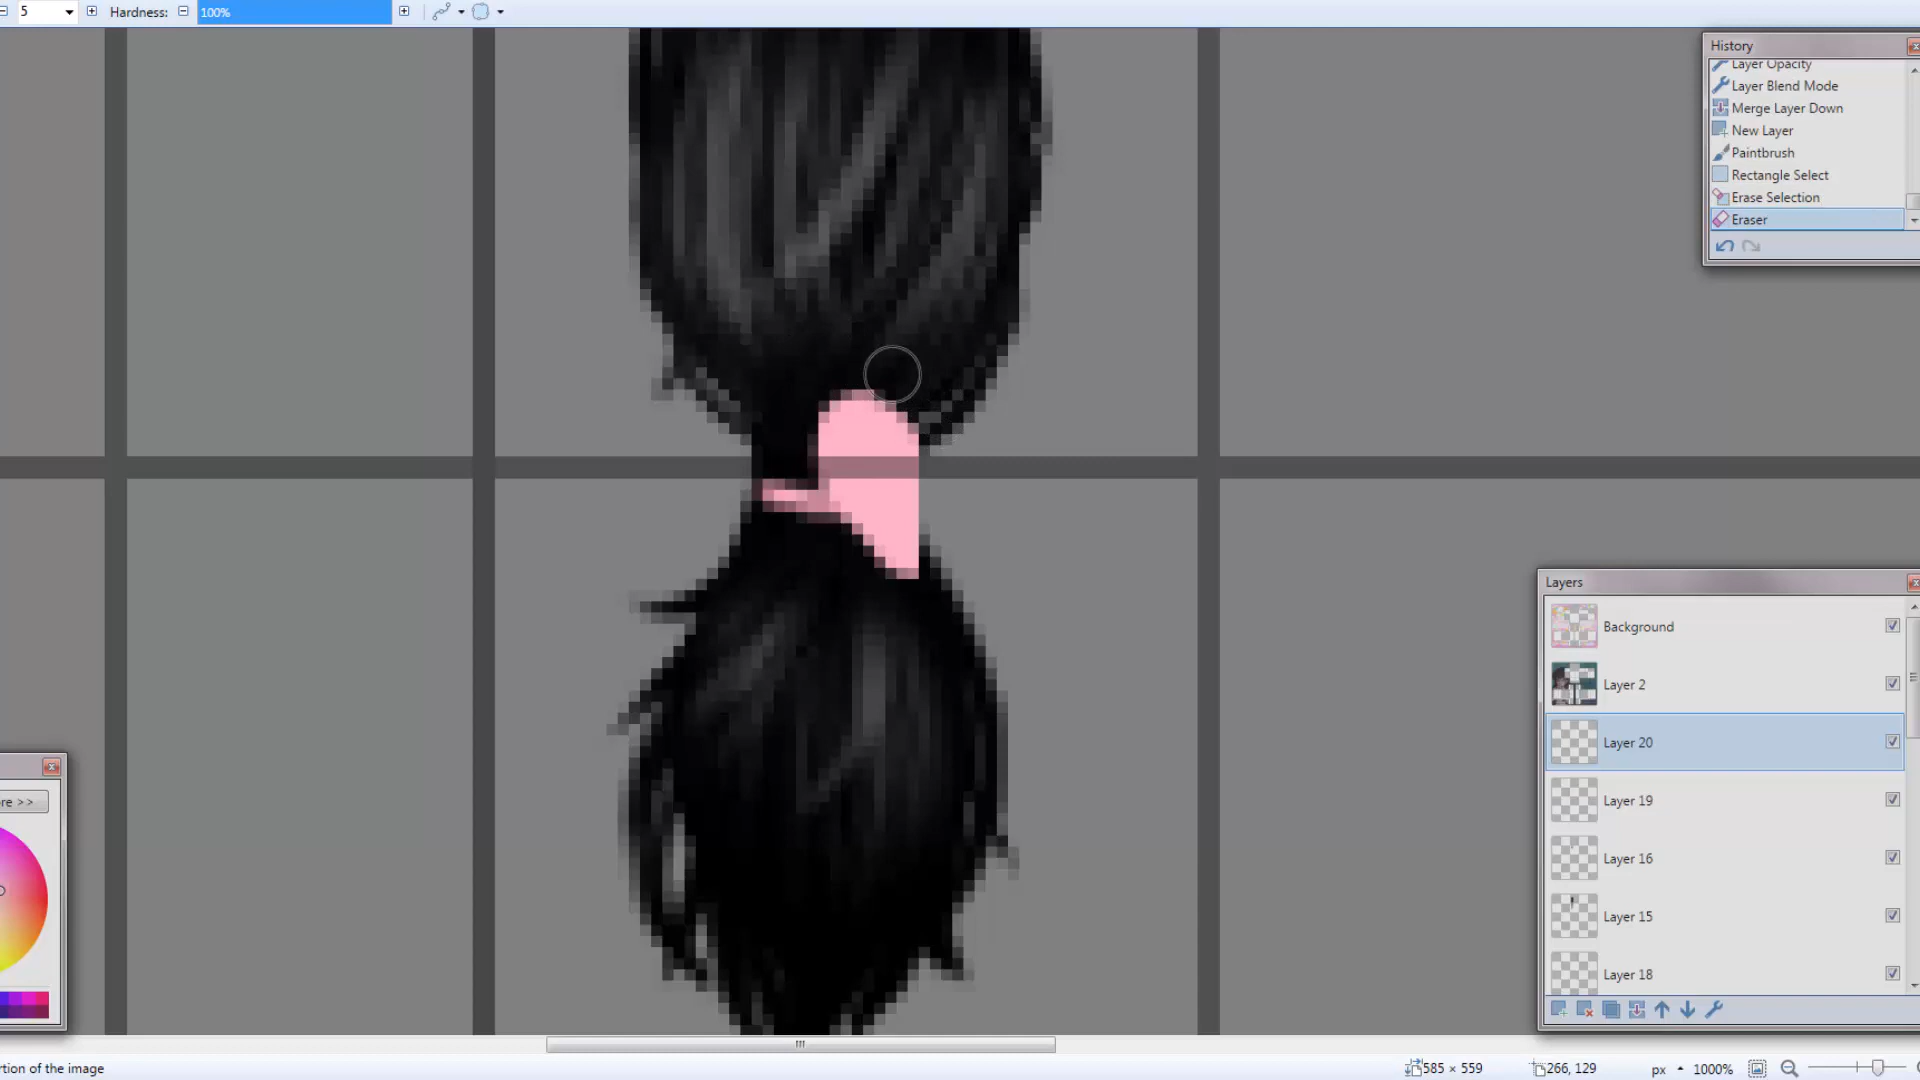 5
Hardness:
100%
History
Layer Opacity
Layer Blend Mode
Merge Layer Down
New Layer
Paintbrush
Rectangle Select
Erase Selection
Eraser
Layers
Background
Layer 2
Layer 20
Layer 19
Layer 16
Layer 15
Layer 18
re >>
rtion of the image
585 × 559
266, 129
px
1000%